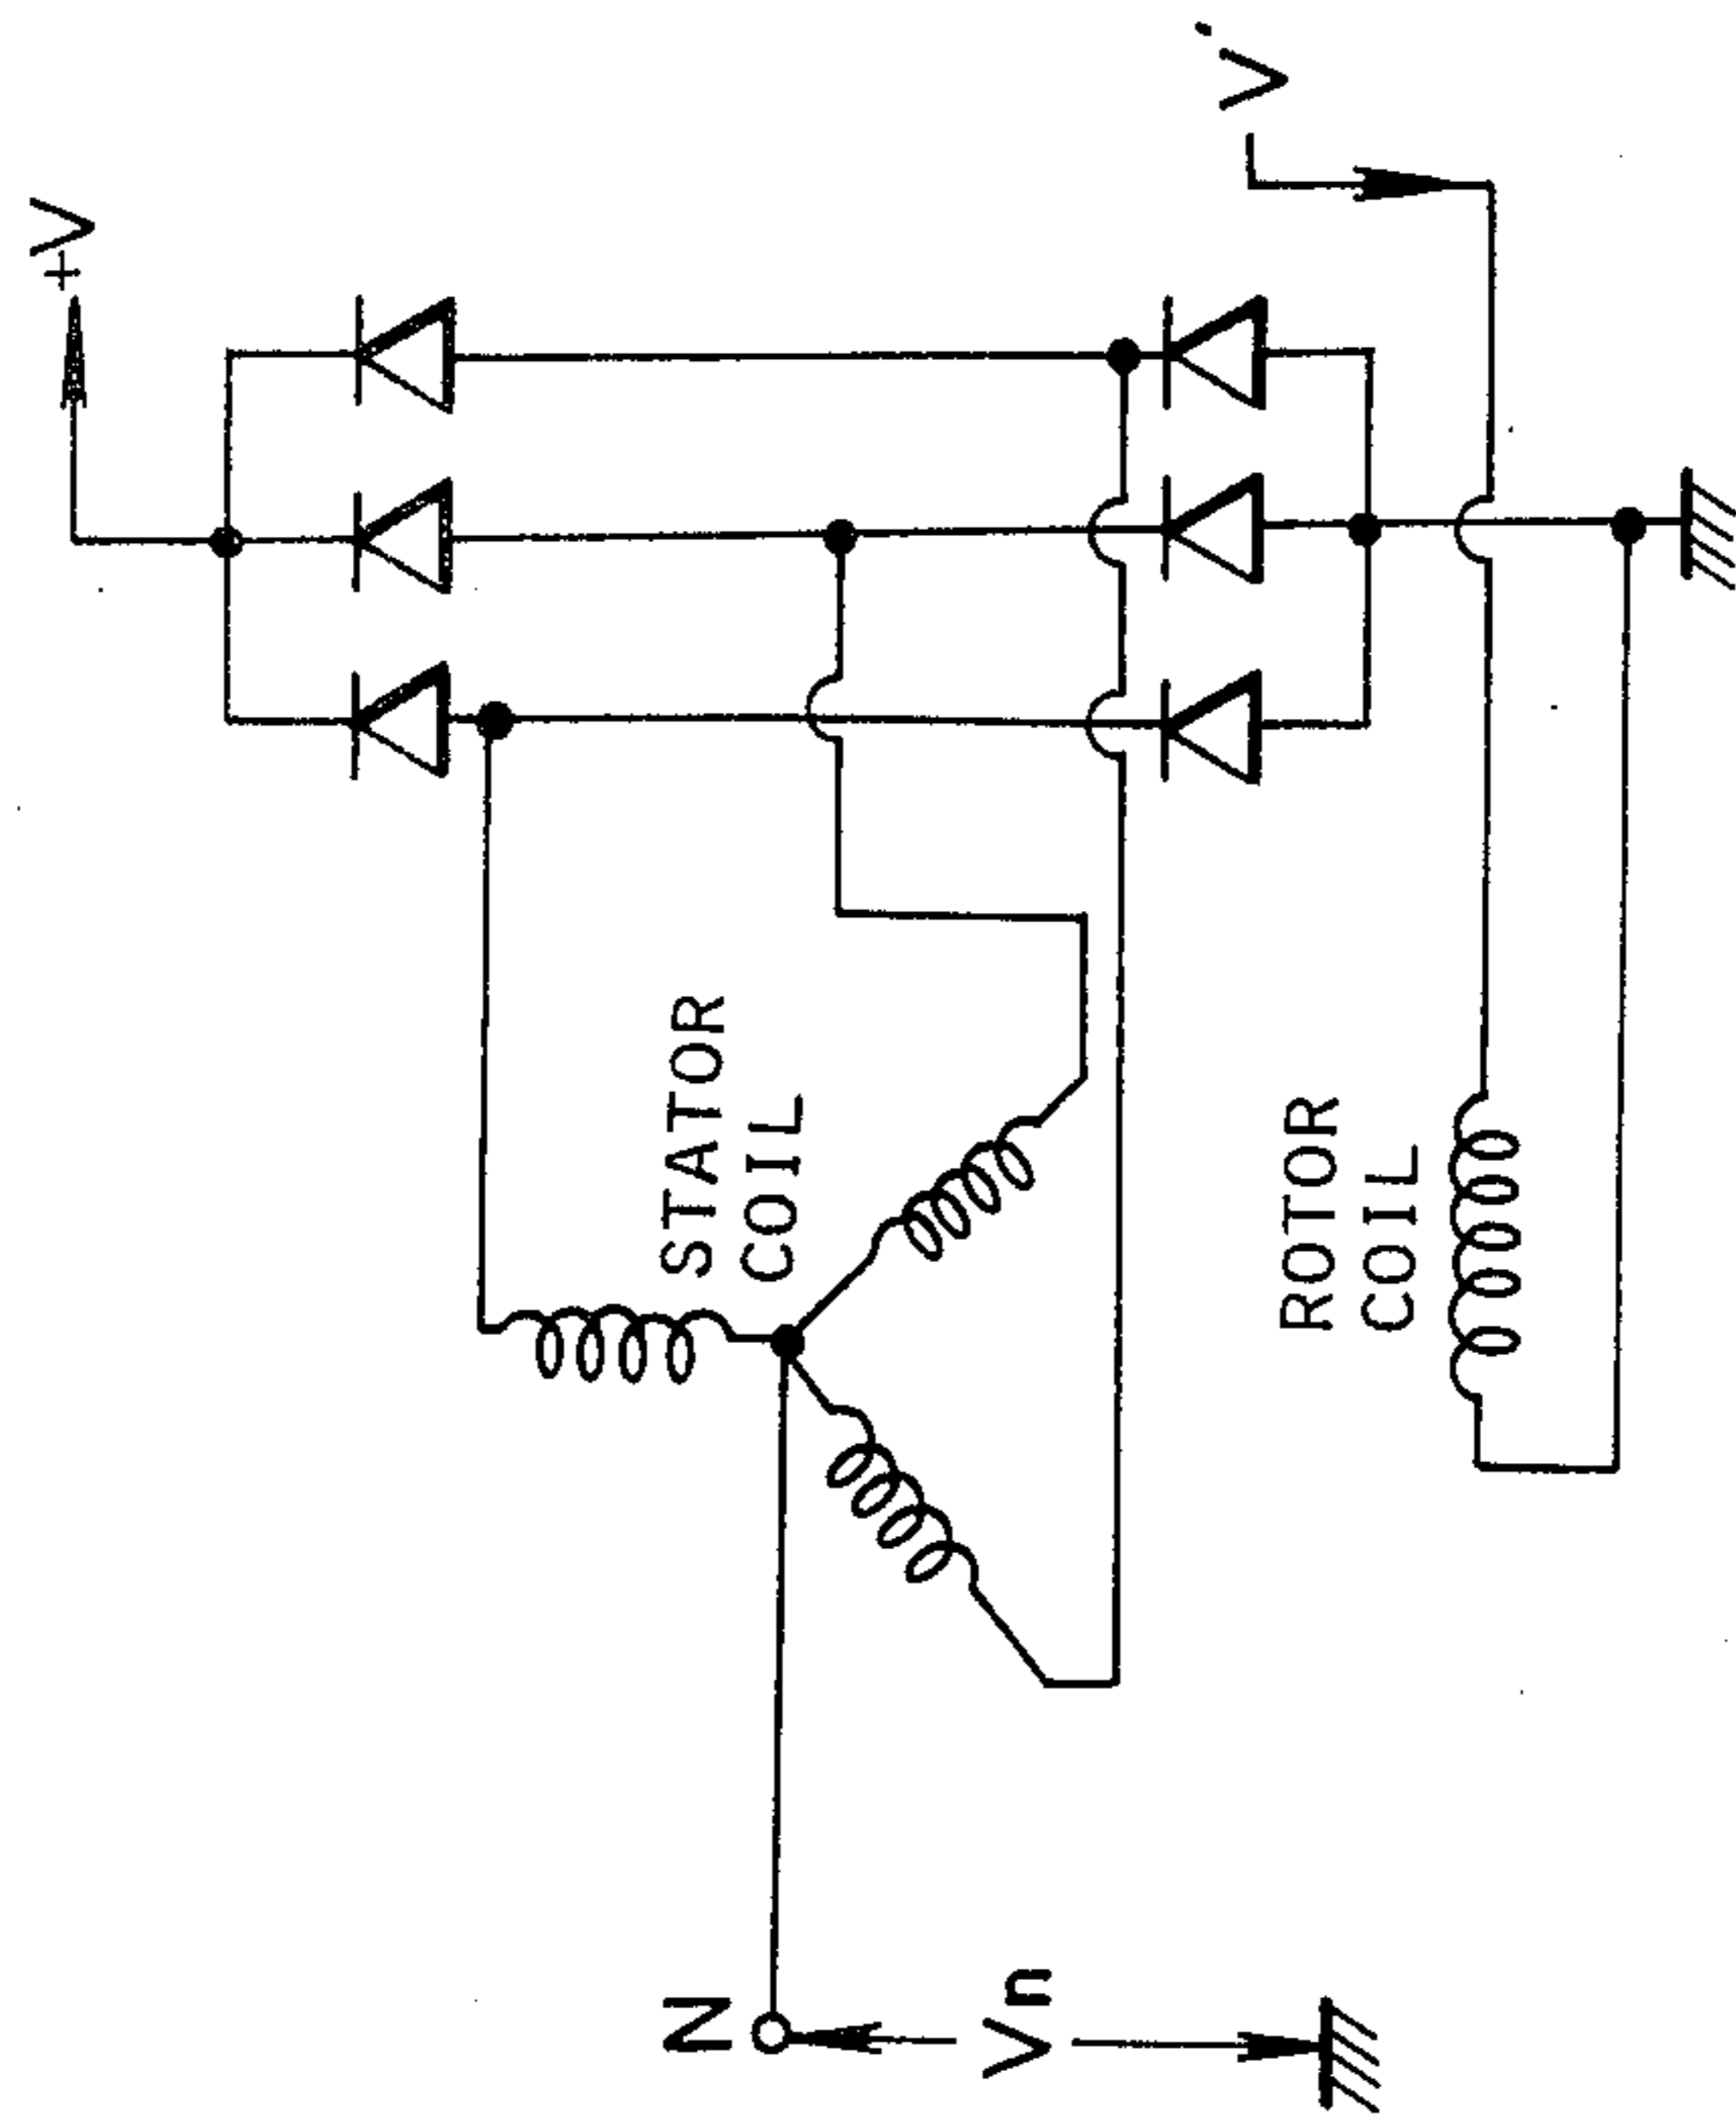 +V
V'
STATOR
COIL
ROTOR
COIL
N
Vn